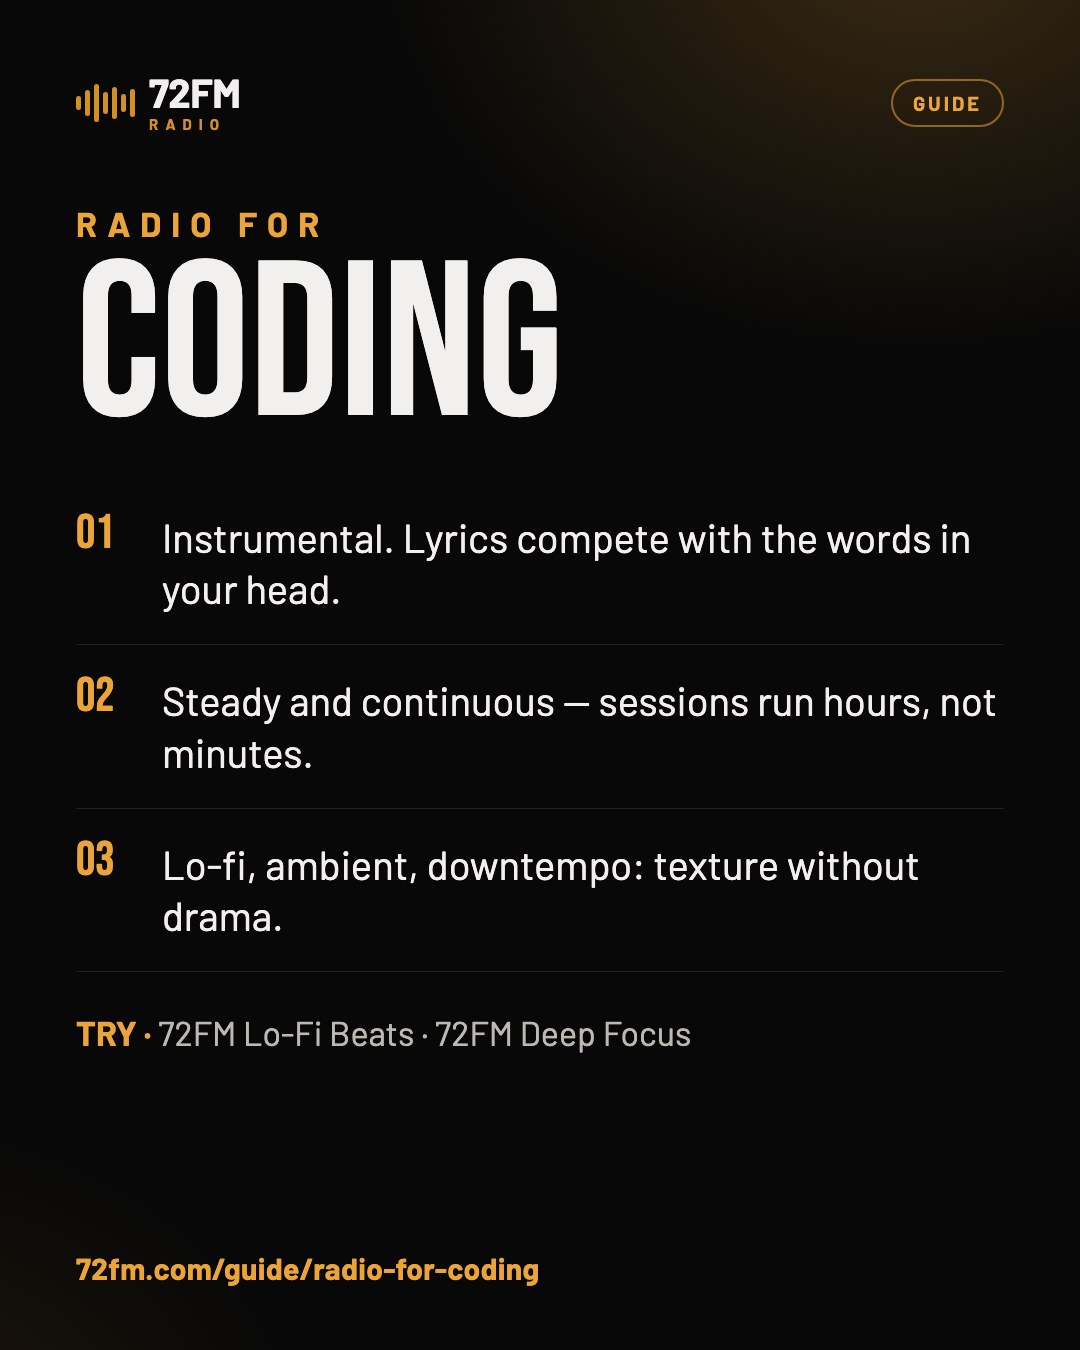 72FM
RADIO
GUIDE
RADIO FOR
CODING
01 Instrumental. Lyrics compete with the words in
your head.
02 Steady and continuous — sessions run hours, not
minutes.
03 Lo-fi, ambient, downtempo: texture without
drama.
TRY · 72FM Lo-Fi Beats · 72FM Deep Focus
72fm.com/guide/radio-for-coding